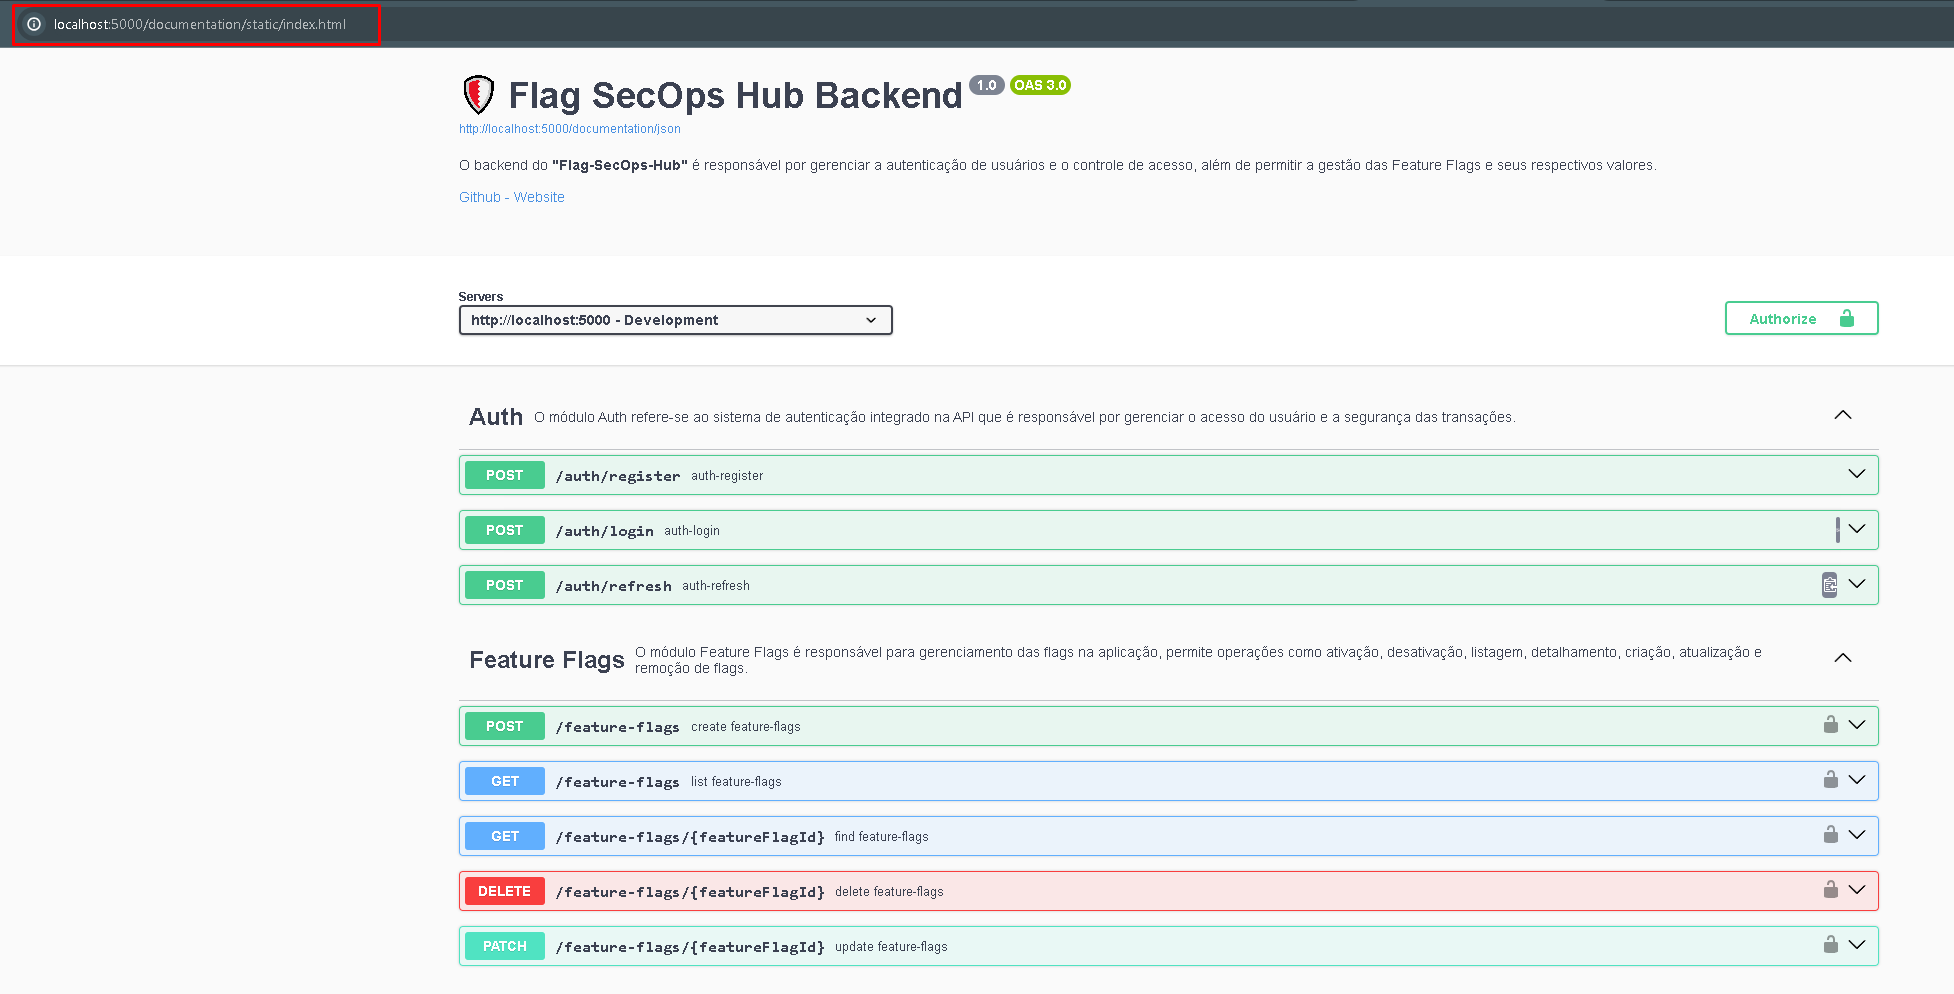 localhost:5000/documentation/static/index.html
Flag SecOps Hub Backend 1.0 OAS 3.0
http://localhost:5000/documentation/json
O backend do "Flag-SecOps-Hub" é responsável por gerenciar a autenticação de usuários e o controle de acesso, além de permitir a gestão das Feature Flags e seus respectivos valores.
Github - Website
Servers
http://localhost:5000 - Development
Authorize
Auth O módulo Auth refere-se ao sistema de autenticação integrado na API que é responsável por gerenciar o acesso do usuário e a segurança das transações.
POST /auth/register auth-register
POST /auth/login auth-login
POST /auth/refresh auth-refresh
Feature Flags O módulo Feature Flags é responsável para gerenciamento das flags na aplicação, permite operações como ativação, desativação, listagem, detalhamento, criação, atualização e
remoção de flags.
POST /feature-flags create feature-flags
GET /feature-flags list feature-flags
GET /feature-flags/{featureFlagId} find feature-flags
DELETE /feature-flags/{featureFlagId} delete feature-flags
PATCH /feature-flags/{featureFlagId} update feature-flags